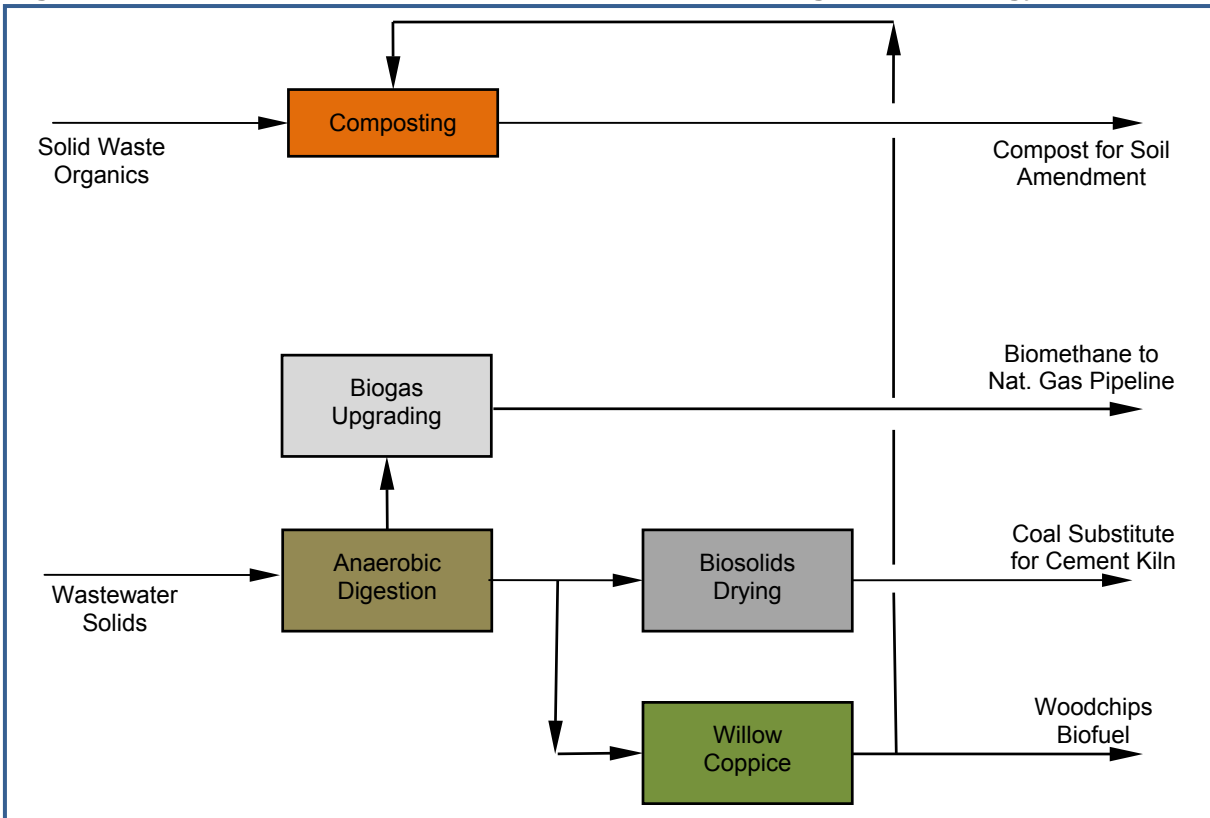 Composting
Solid Waste
Organics
Compost for Soil
Amendment
Biogas
Upgrading
Biomethane to
Nat. Gas Pipeline
Anaerobic
Digestion
Wastewater
Solids
Biosolids
Drying
Coal Substitute
for Cement Kiln
Willow
Coppice
Woodchips
Biofuel